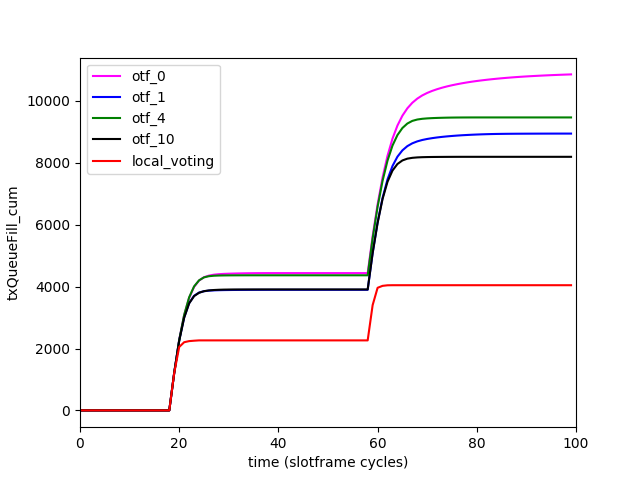 otf_0
otf_1
otf_4
otf_10
local_voting
10000
8000
6000
4000
2000
0
txQueueFill_cum
0 20 40 60 80 100
time (slotframe cycles)